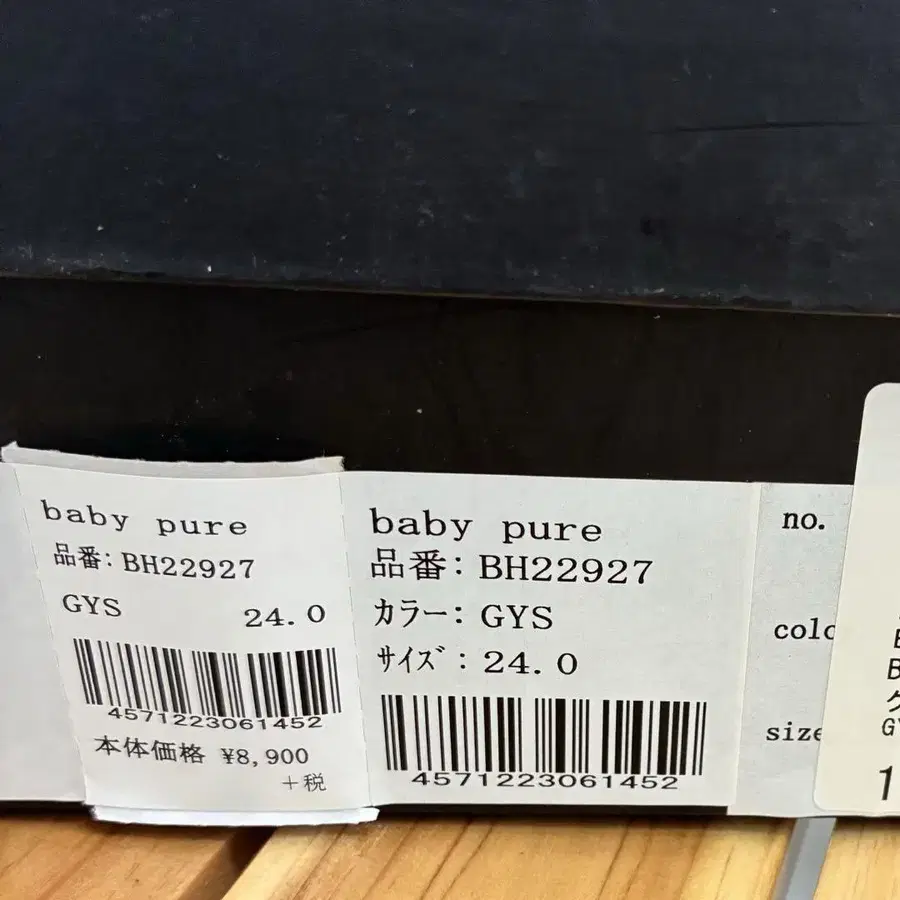 baby pure
品番: BH22927
GYS 24.0
4571223061452
本体価格 ¥8,900
+税
baby pure
品番: BH22927
カラー: GYS
サイズ: 24.0
4571223061452
no.
size